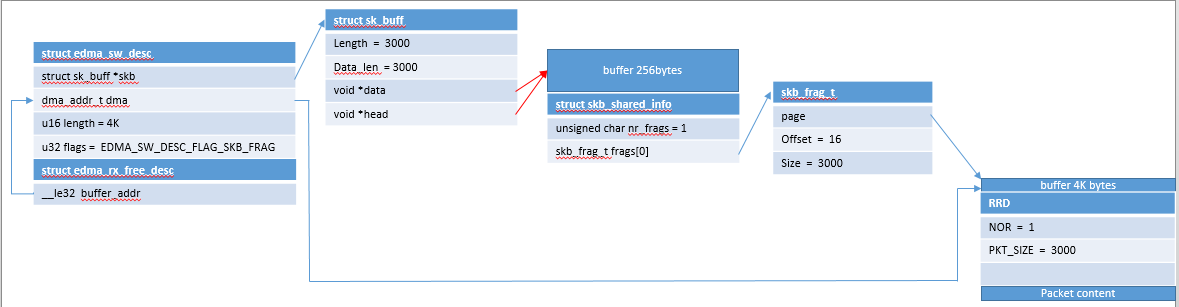 struct edma_sw_desc
struct sk_buff *skb
dma_addr_t dma
u16 length = 4K
u32 flags = EDMA_SW_DESC_FLAG_SKB_FRAG
struct edma_rx_free_desc
__le32 buffer_addr
struct sk_buff
Length = 3000
Data_len = 3000
void *data
void *head
buffer 256bytes
struct skb_shared_info
unsigned char nr_frags = 1
skb_frag_t frags[0]
skb_frag_t
page
Offset = 16
Size = 3000
buffer 4K bytes
RRD
NOR = 1
PKT_SIZE = 3000
Packet content